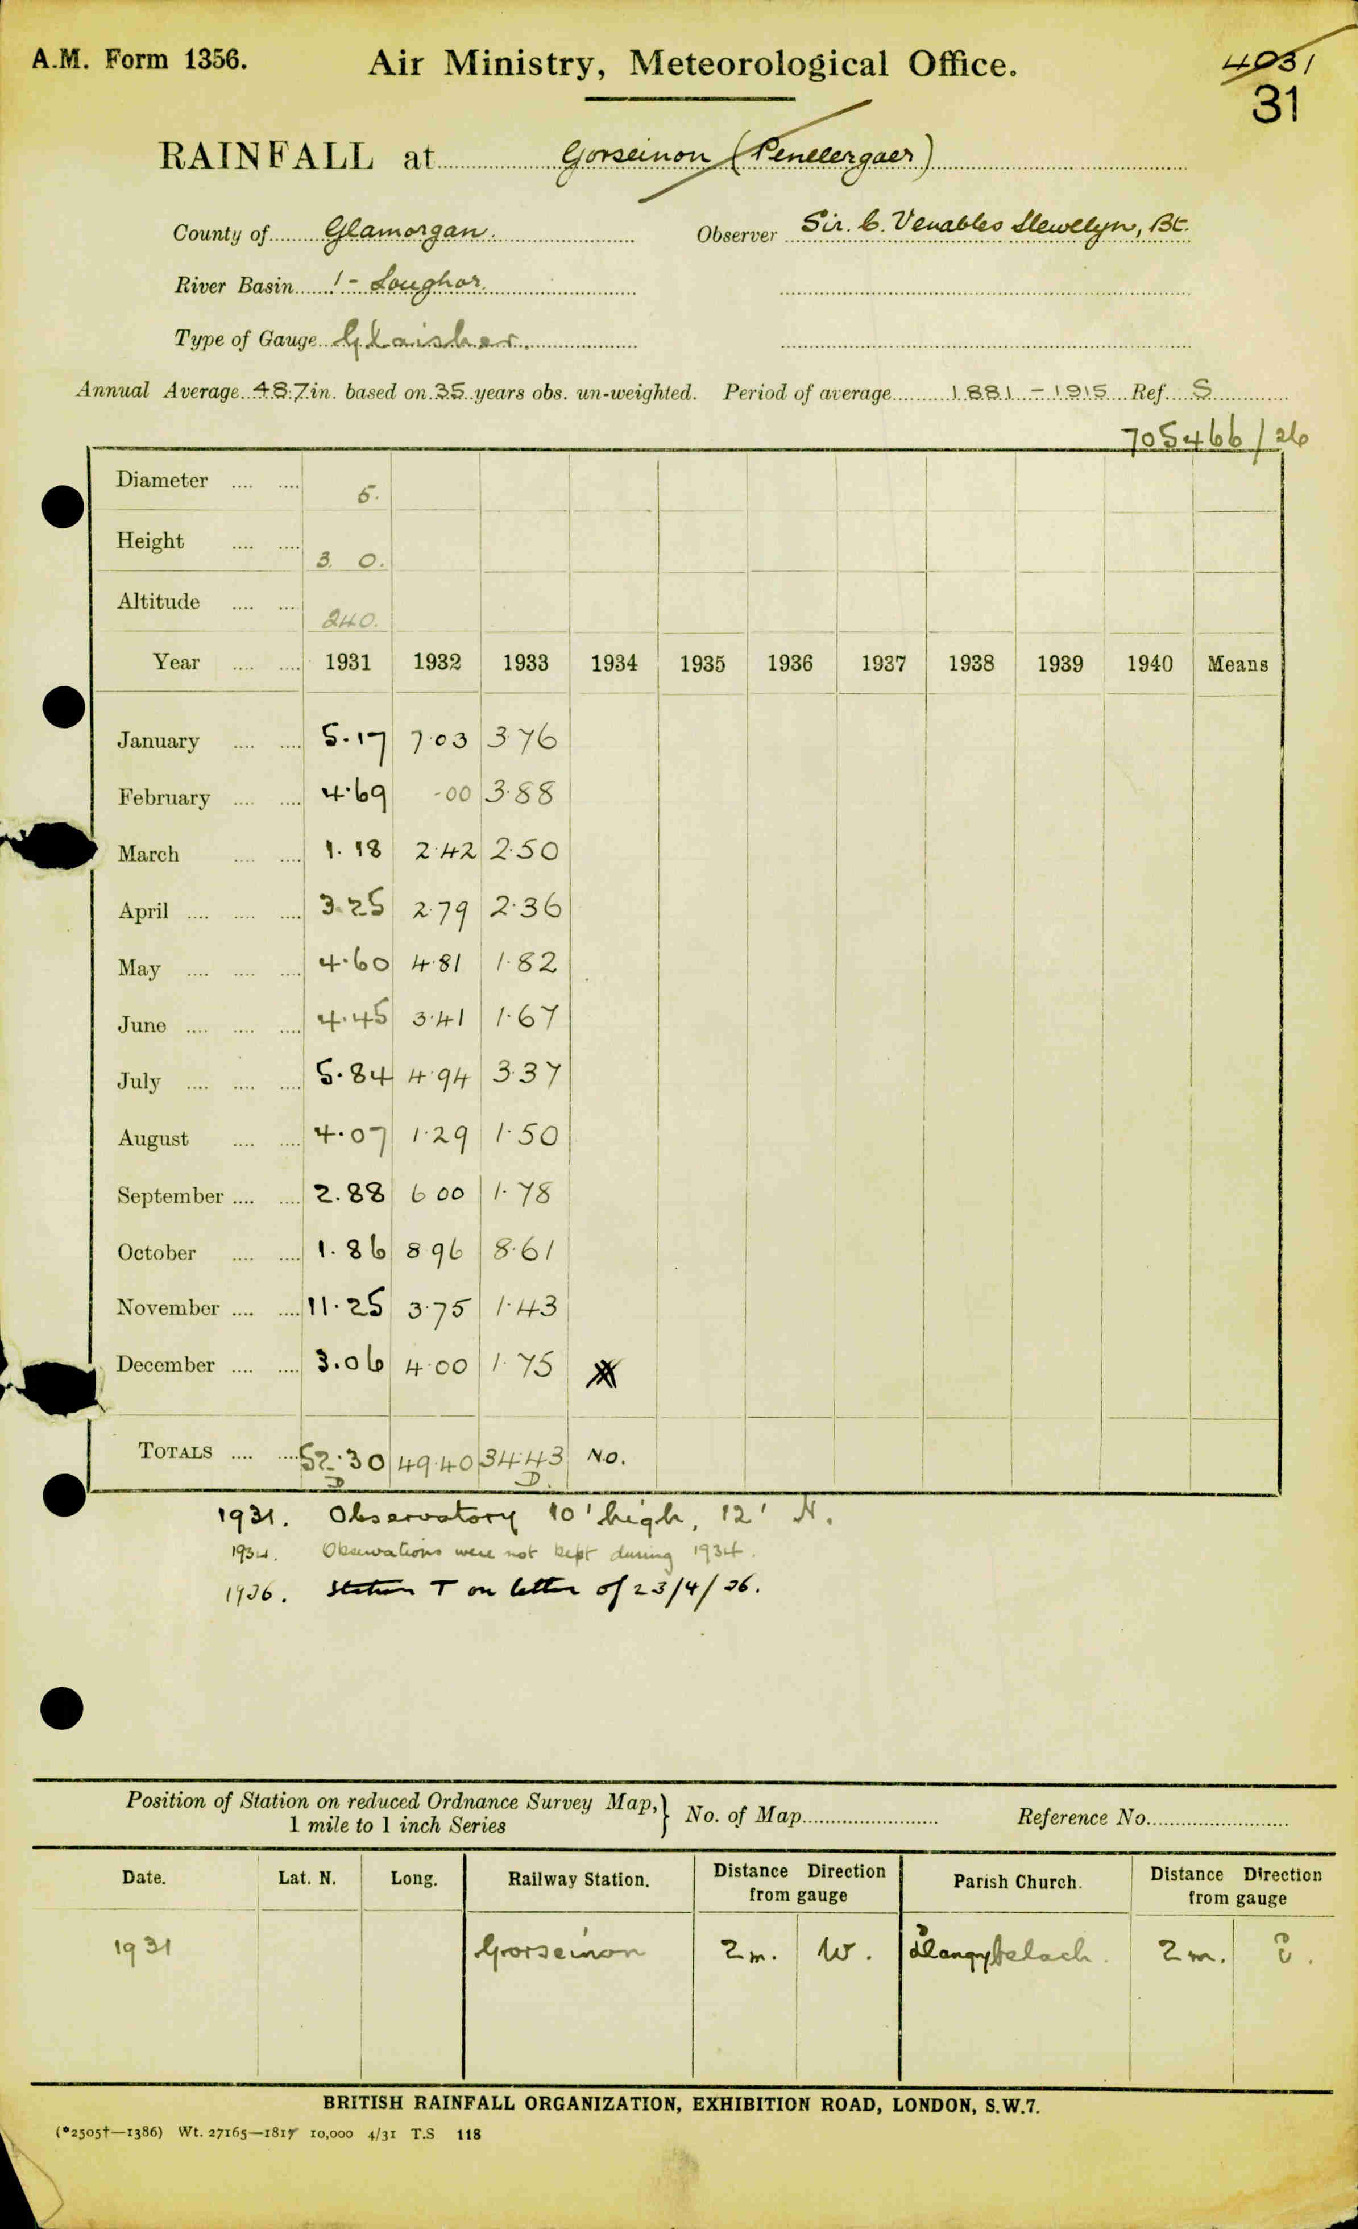 A.M. Form 1356. Air Ministry, Meteorological Office. 4031
31
RAINFALL at Gorseinon (Penllergaer)
County of Glamorgan. Observer Sir. C. Venables Llewelyn, Bt.
River Basin 1 - Loughor.
Type of Gauge Glaisher.
Annual Average 48.7 in. based on 35 years obs. un-weighted. Period of average 1881 - 1915 Ref. S
705466/26
Diameter .... .... 5.
Height .... .... 3. 0.
Altitude .... .... 240.
Year .... .... 1931 1932 1933 1934 1935 1936 1937 1938 1939 1940 Means
January .... .... 5.17 7.03 3.76
February .... .... 4.69 .00 3.88
March .... .... 1.18 2.42 2.50
April .... .... .... 3.25 2.79 2.36
May .... .... .... 4.60 4.81 1.82
June .... .... .... 4.45 3.41 1.67
July .... .... .... 5.84 4.94 3.37
August .... .... 4.07 1.29 1.50
September .... .... 2.88 6.00 1.78
October .... .... 1.86 8.96 8.61
November .... .... 11.25 3.75 1.43
December .... .... 3.06 4.00 1.75
TOTALS .... .... 52.30 49.40 34.43 No.
D D.
1931. Observatory 10' high, 12' N.
1934. Observations were not kept during 1934.
1936. Station T on letter of 23/4/36.
Position of Station on reduced Ordnance Survey Map, } No. of Map Reference No.
1 mile to 1 inch Series
Date. Lat. N. Long. Railway Station. Distance Direction from gauge Parish Church. Distance Direction from gauge
1931 Gorseinon 2 m. W. Llangyfelach. 2 m. E.
BRITISH RAINFALL ORGANIZATION, EXHIBITION ROAD, LONDON, S.W.7.
(*2505†—1386) Wt. 27165—1817 10,000 4/31 T.S 118